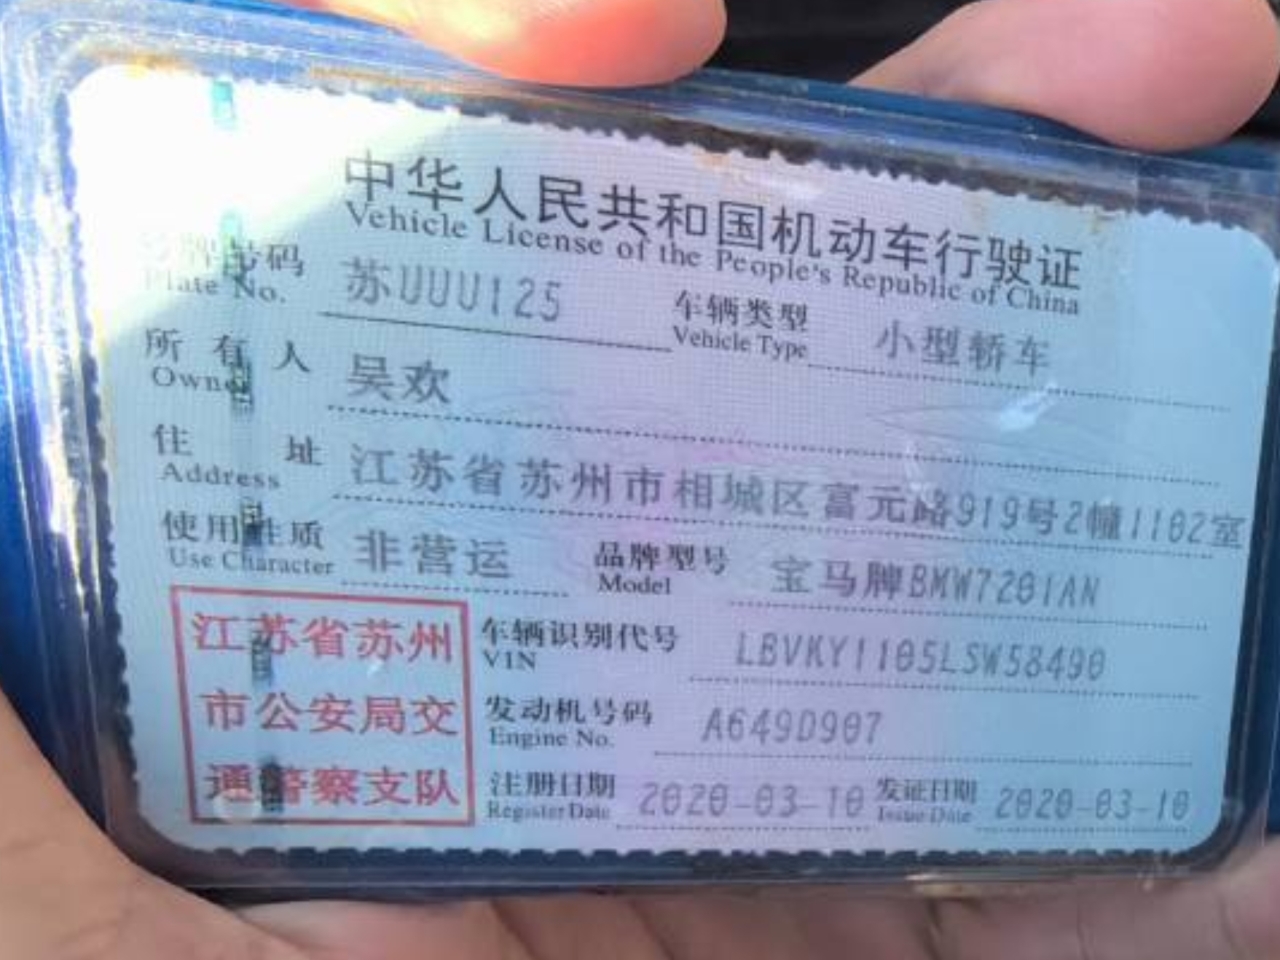 中华人民共和国机动车行驶证
Vehicle License of the People's Republic of China
号牌号码 苏UUU125 车辆类型 小型轿车
Plate No. Vehicle Type
所有人 吴欢
Owner
住址 江苏省苏州市相城区富元路919号2幢1102室
Address
使用性质 非营运 品牌型号 宝马牌BMW7201AN
Use Character Model
江苏省苏州
市公安局交
通警察支队
车辆识别代号 LBVKY1105LSW58490
VIN
发动机号码 A649D907
Engine No.
注册日期 2020-03-10 发证日期 2020-03-10
Register Date Issue Date